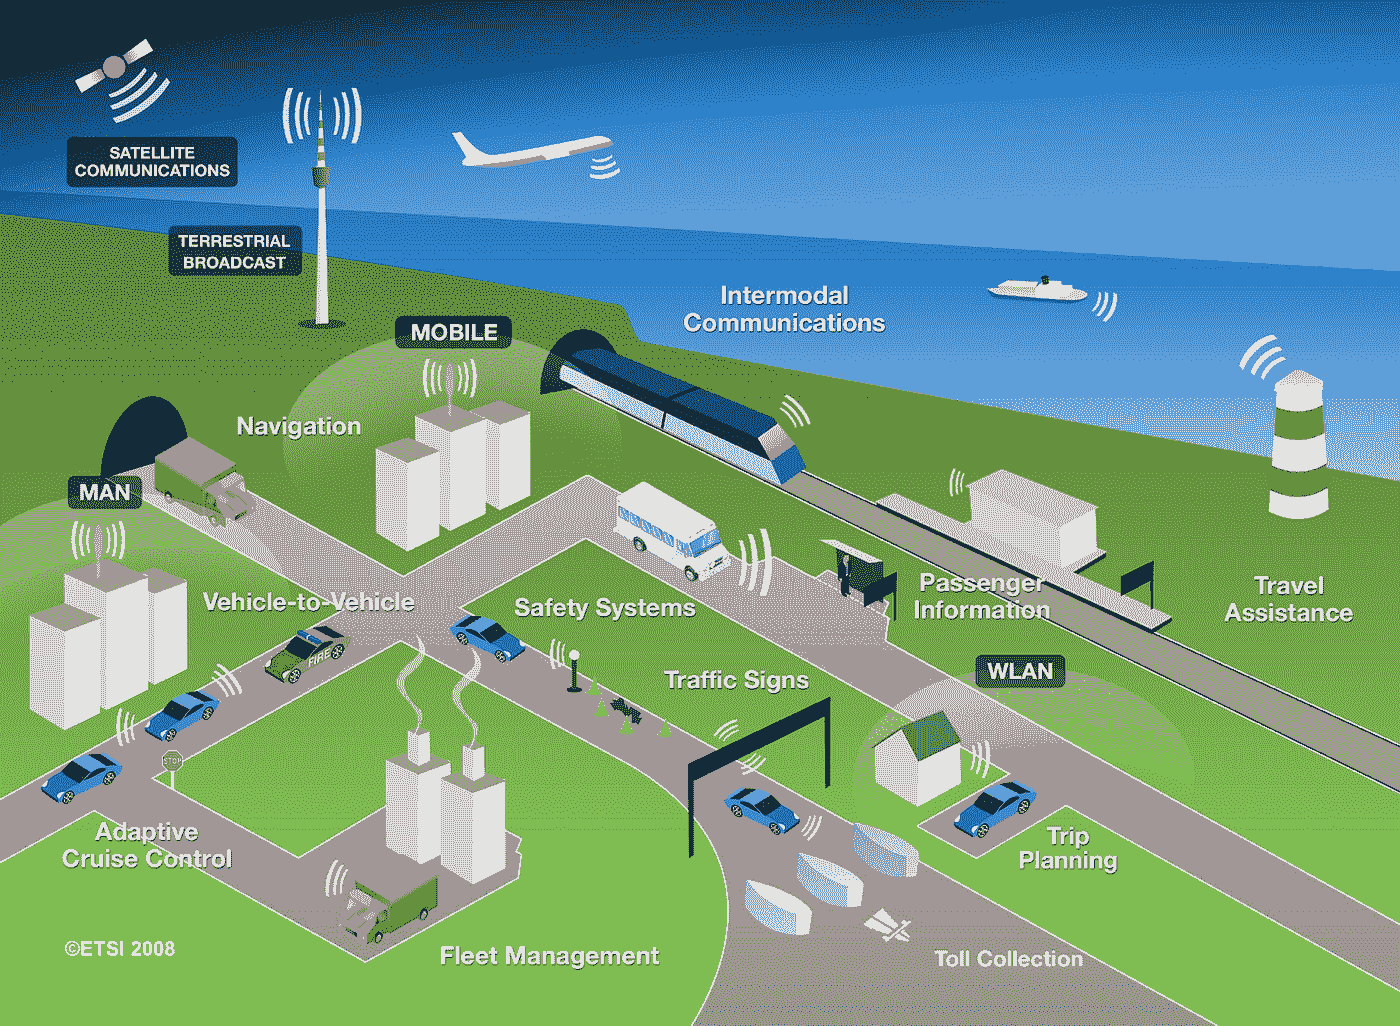 SATELLITE
COMMUNICATIONS
TERRESTRIAL
BROADCAST
Intermodal
Communications
MOBILE
Navigation
MAN
Vehicle-to-Vehicle
Safety Systems
Passenger
Information
Travel
Assistance
FIRE
Traffic Signs
WLAN
STOP
Adaptive
Cruise Control
Trip
Planning
©ETSI 2008
Fleet Management
Toll Collection